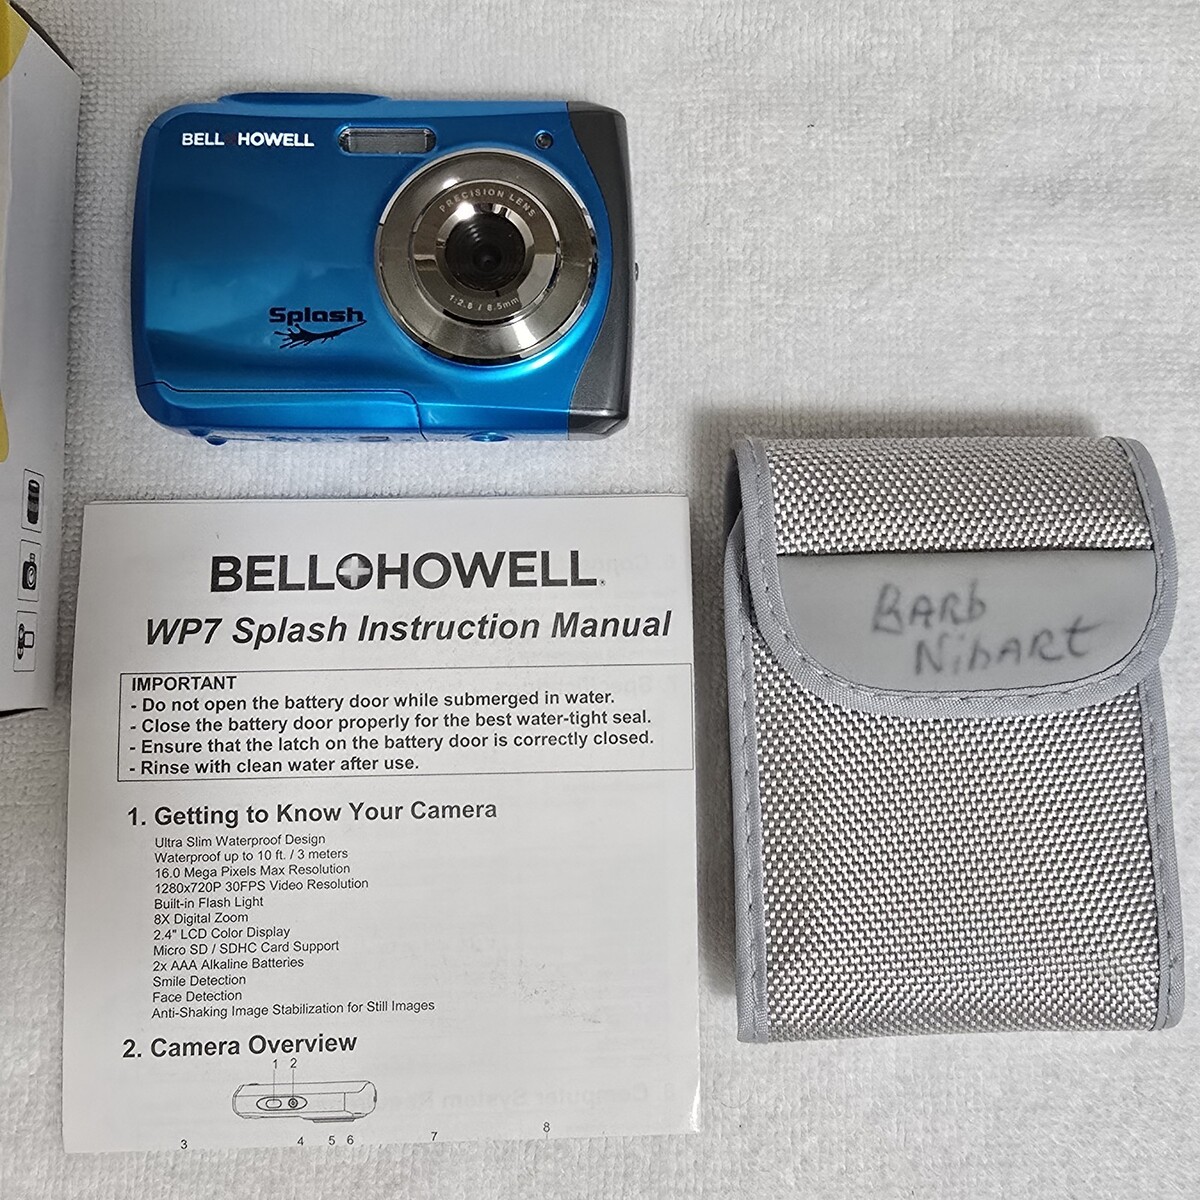 BELL HOWELL
PRECISION LENS
1:2.8 / 8.5mm
Splash
BELL+HOWELL.
WP7 Splash Instruction Manual
IMPORTANT
- Do not open the battery door while submerged in water.
- Close the battery door properly for the best water-tight seal.
- Ensure that the latch on the battery door is correctly closed.
- Rinse with clean water after use.
1. Getting to Know Your Camera
Ultra Slim Waterproof Design
Waterproof up to 10 ft. / 3 meters
16.0 Mega Pixels Max Resolution
1280x720P 30FPS Video Resolution
Built-in Flash Light
8X Digital Zoom
2.4" LCD Color Display
Micro SD / SDHC Card Support
2x AAA Alkaline Batteries
Smile Detection
Face Detection
Anti-Shaking Image Stabilization for Still Images
2. Camera Overview
1 2
3 4 5 6 7 8
BARb
NibARt